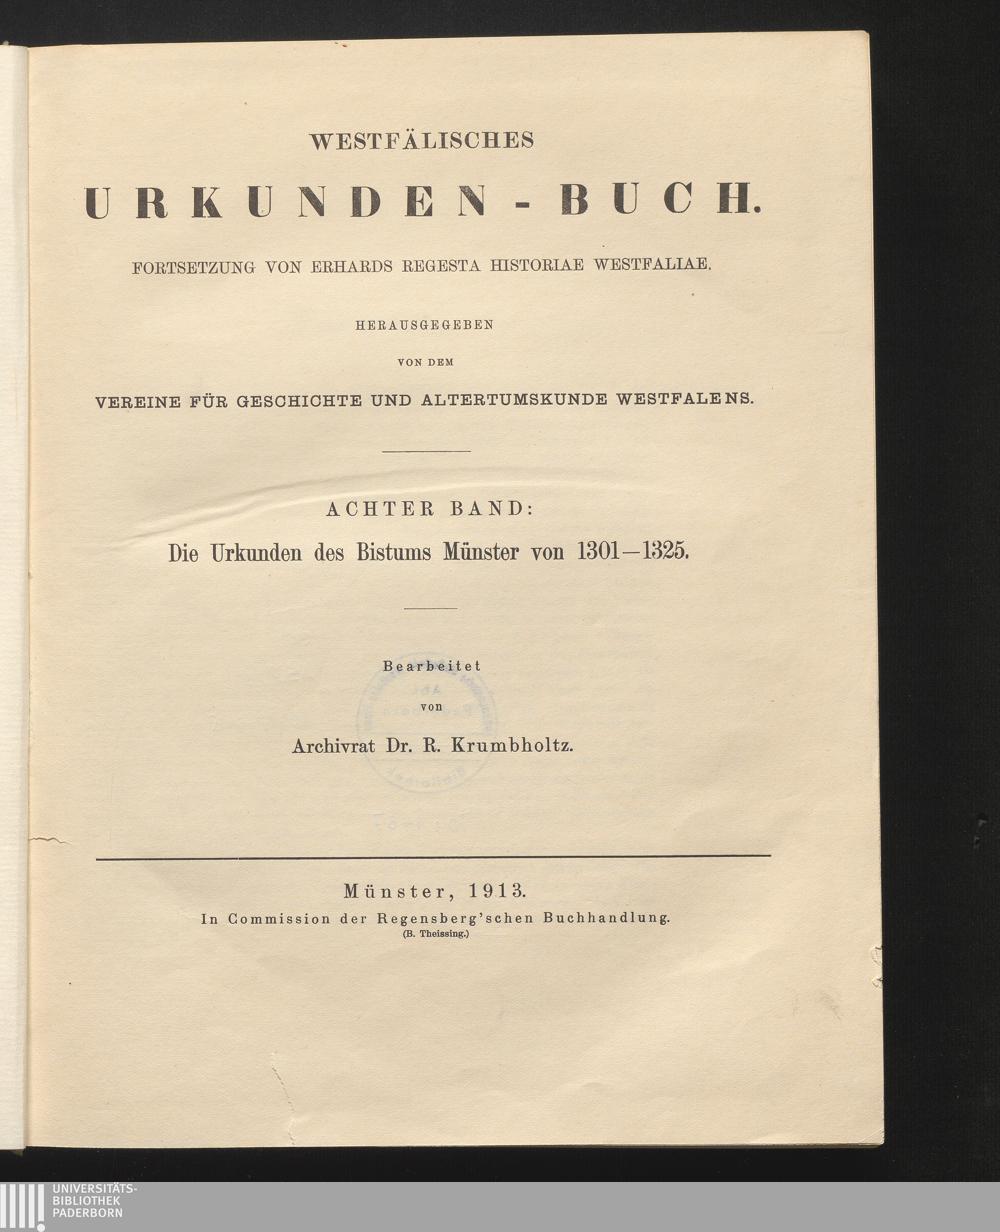 WESTFÄLISCHES
URKUNDEN - BUCH.
FORTSETZUNG VON ERHARDS REGESTA HISTORIAE WESTFALIAE.
HERAUSGEGEBEN
VON DEM
VEREINE FÜR GESCHICHTE UND ALTERTUMSKUNDE WESTFALENS.
ACHTER BAND:
Die Urkunden des Bistums Münster von 1301—1325.
Bearbeitet
von
Archivrat Dr. R. Krumbholtz.
Münster, 1913.
In Commission der Regensberg'schen Buchhandlung.
(B. Theissing.)
UNIVERSITÄTS-
BIBLIOTHEK
PADERBORN